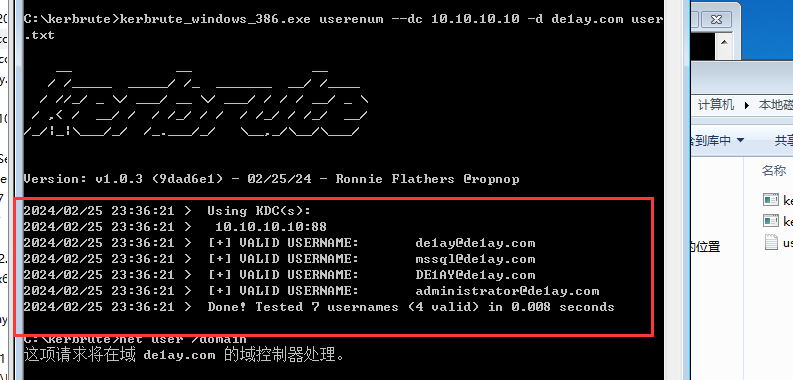 C:\kerbrute>kerbrute_windows_386.exe userenum --dc 10.10.10.10 -d de1ay.com user
.txt
Version: v1.0.3 (9dad6e1) - 02/25/24 - Ronnie Flathers @ropnop
计算机 ▶ 本地磁
2024/02/25 23:36:21 >  Using KDC(s):
2024/02/25 23:36:21 >   10.10.10.10:88
2024/02/25 23:36:21 >  [+] VALID USERNAME:       de1ay@de1ay.com
2024/02/25 23:36:21 >  [+] VALID USERNAME:       mssql@de1ay.com
2024/02/25 23:36:21 >  [+] VALID USERNAME:       DE1AY@de1ay.com
2024/02/25 23:36:21 >  [+] VALID USERNAME:       administrator@de1ay.com
2024/02/25 23:36:21 >  Done! Tested 7 usernames (4 valid) in 0.008 seconds
C:\kerbrute>net user /domain
这项请求将在域 de1ay.com 的域控制器处理。
到库中
共享
名称
ke
ke
us
的位置